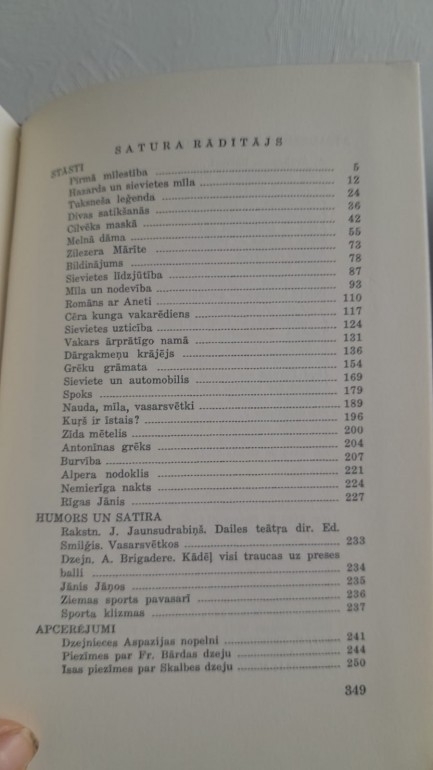 SATURA RĀDĪTĀJS
STĀSTI
Pirmā mīlestība 5
Hazards un sievietes mīla 12
Tuksneša leģenda 24
Divas satikšanās 36
Cilvēks maskā 42
Melnā dāma 55
Zilezera Mārīte 73
Bildinājums 78
Sievietes līdzjūtība 87
Mīla un nodevība 93
Romāns ar Aneti 110
Cēra kunga vakarēdiens 117
Sievietes uzticība 124
Vakars ārprātīgo namā 131
Dārgakmeņu krājējs 136
Grēku grāmata 154
Sieviete un automobilis 169
Spoks 179
Nauda, mīla, vasarsvētki 189
Kurš ir īstais? 196
Zīda mētelis 200
Antonīnas grēks 204
Burvība 207
Alpera nodoklis 221
Nemierīga nakts 224
Rīgas Jānis 227
HUMORS UN SATĪRA
Rakstn. J. Jaunsudrabiņā. Dailes teātra dir. Ed.
Smilģis. Vasarsvētkos 233
Dzejn. A. Brigadere. Kādēļ visi traucas uz preses
balli 234
Jānis Jāņos 235
Ziemas sports pavasarī 236
Sporta klizmas 237
APCERĒJUMI
Dzejnieces Aspazijas nopelni 241
Piezīmes par Fr. Bārdas dzeju 244
Īsas piezīmes par Skalbes dzeju 250
349